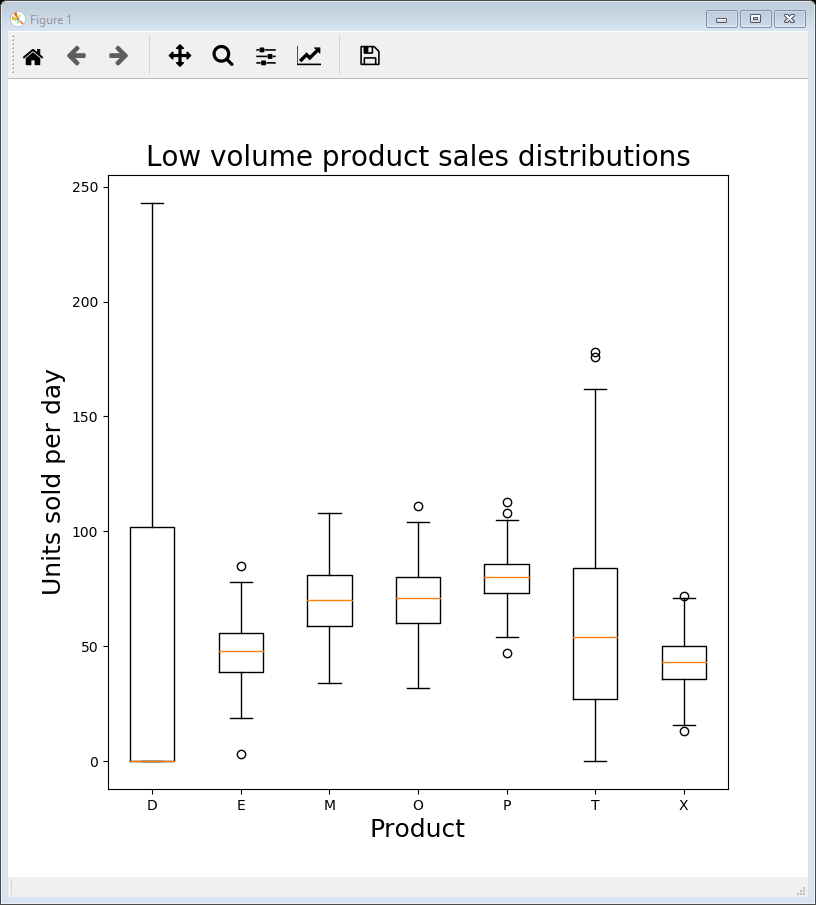 Figure 1
Low volume product sales distributions
Units sold per day
250
200
150
100
50
0
D E M O P T X
Product